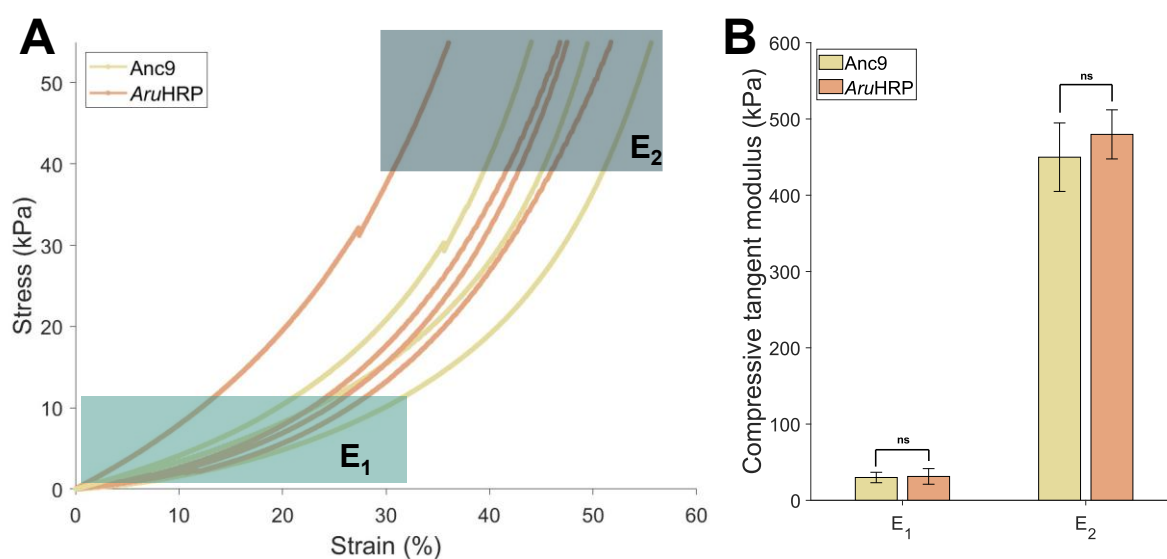 A
Anc9
AruHRP
50
40
30
20
10
0
Stress (kPa)
E2
E1
0 10 20 30 40 50 60
Strain (%)
B
Anc9
AruHRP
600
500
400
300
200
100
0
Compressive tangent modulus (kPa)
ns
ns
E1 E2